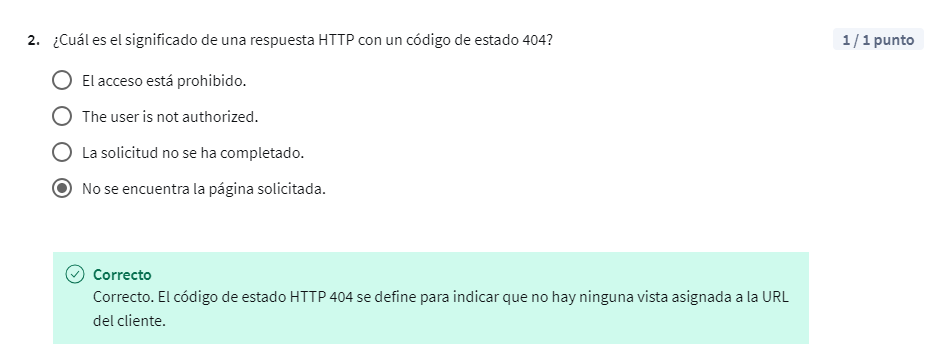 2. ¿Cuál es el significado de una respuesta HTTP con un código de estado 404?
1 / 1 punto
El acceso está prohibido.
The user is not authorized.
La solicitud no se ha completado.
No se encuentra la página solicitada.
Correcto
Correcto. El código de estado HTTP 404 se define para indicar que no hay ninguna vista asignada a la URL
del cliente.